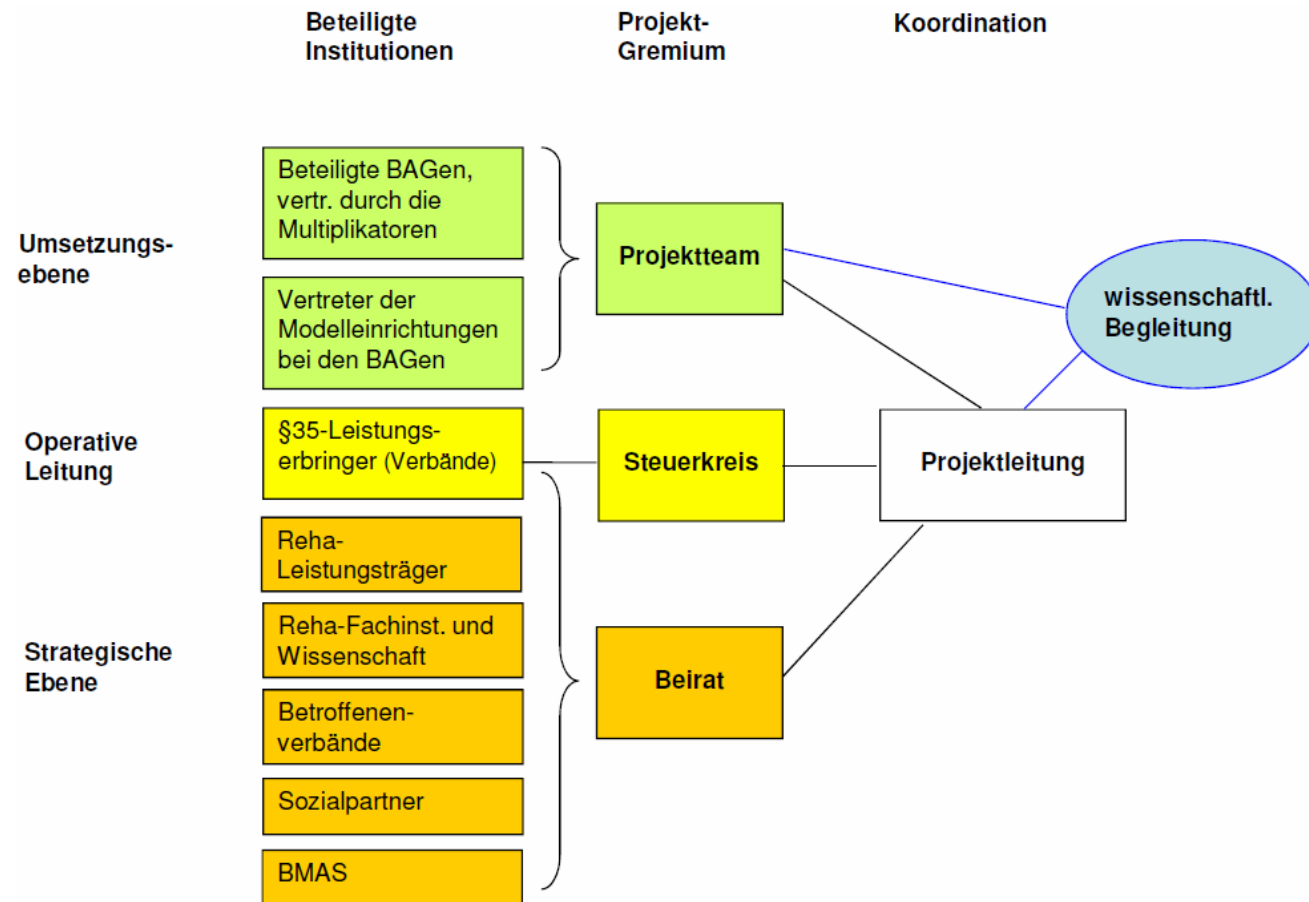 Beteiligte
Institutionen
Projekt-
Gremium
Koordination
Umsetzungs-
ebene
Beteiligte BAGen,
vertr. durch die
Multiplikatoren
Vertreter der
Modelleinrichtungen
bei den BAGen
Projektteam
wissenschaftl.
Begleitung
Operative
Leitung
§35-Leistungs-
erbringer (Verbände)
Steuerkreis
Projektleitung
Strategische
Ebene
Reha-
Leistungsträger
Reha-Fachinst. und
Wissenschaft
Betroffenen-
verbände
Sozialpartner
BMAS
Beirat